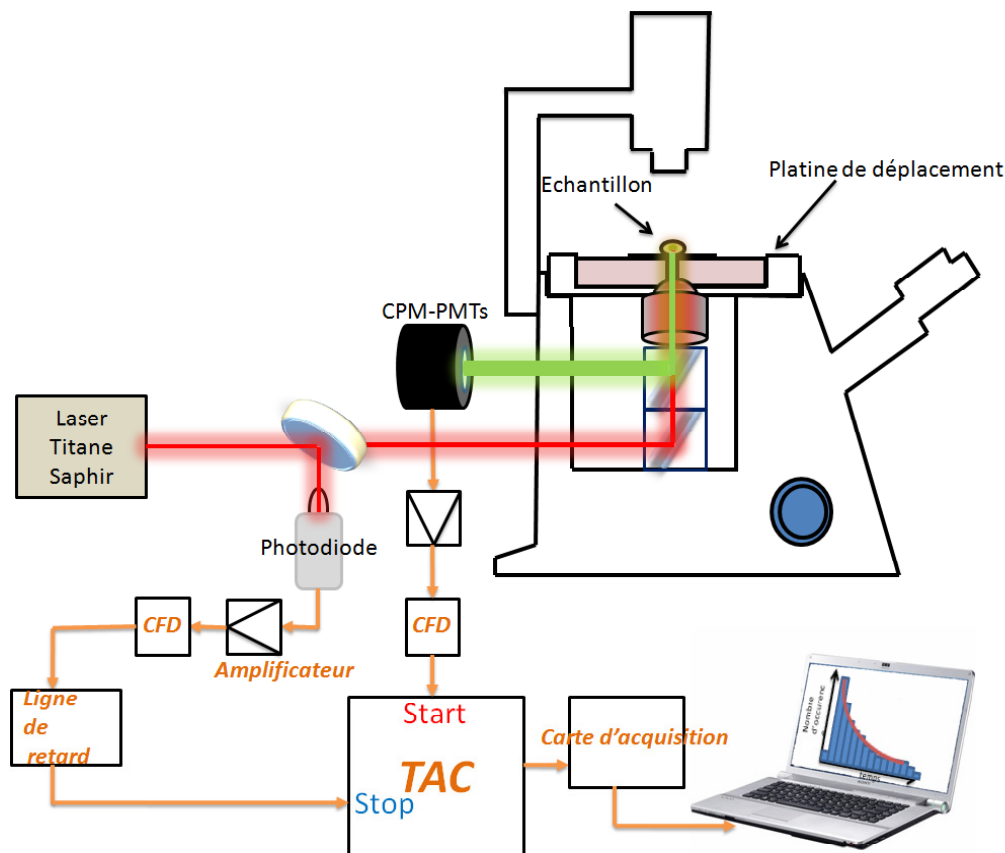 Echantillon
Platine de déplacement
CPM-PMTs
Laser
Titane
Saphir
Photodiode
CFD
Amplificateur
CFD
Ligne
de
retard
Start
TAC
Stop
Carte d'acquisition
Nombre
d'occurenc
temps